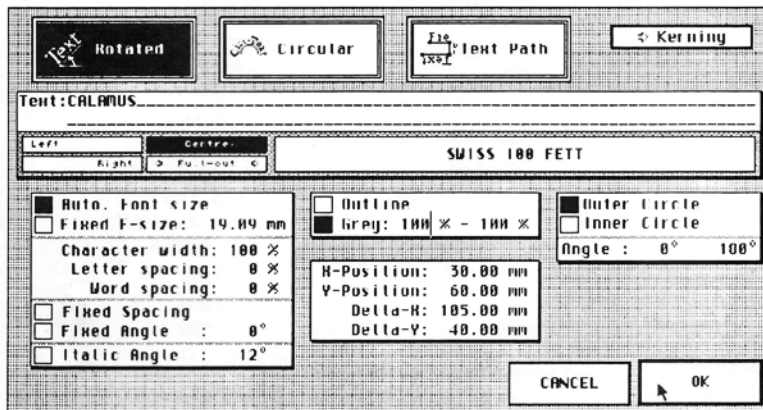 Rotated
Circular
Text Path
◇ Kerning
Text:CALAMUS
Left
Centre
Right
> Full-out <
SWISS 100 FETT
Auto. Font size
Fixed F-size: 19.09 mm
Character width: 100 %
Letter spacing: 0 %
Word spacing: 0 %
Fixed Spacing
Fixed Angle : 0°
Italic Angle : 12°
Outline
Grey: 100 % - 100 %
X-Position: 30.00 mm
Y-Position: 60.00 mm
Delta-X: 105.00 mm
Delta-Y: 40.00 mm
Outer Circle
Inner Circle
Angle : 0° 100°
CANCEL
OK